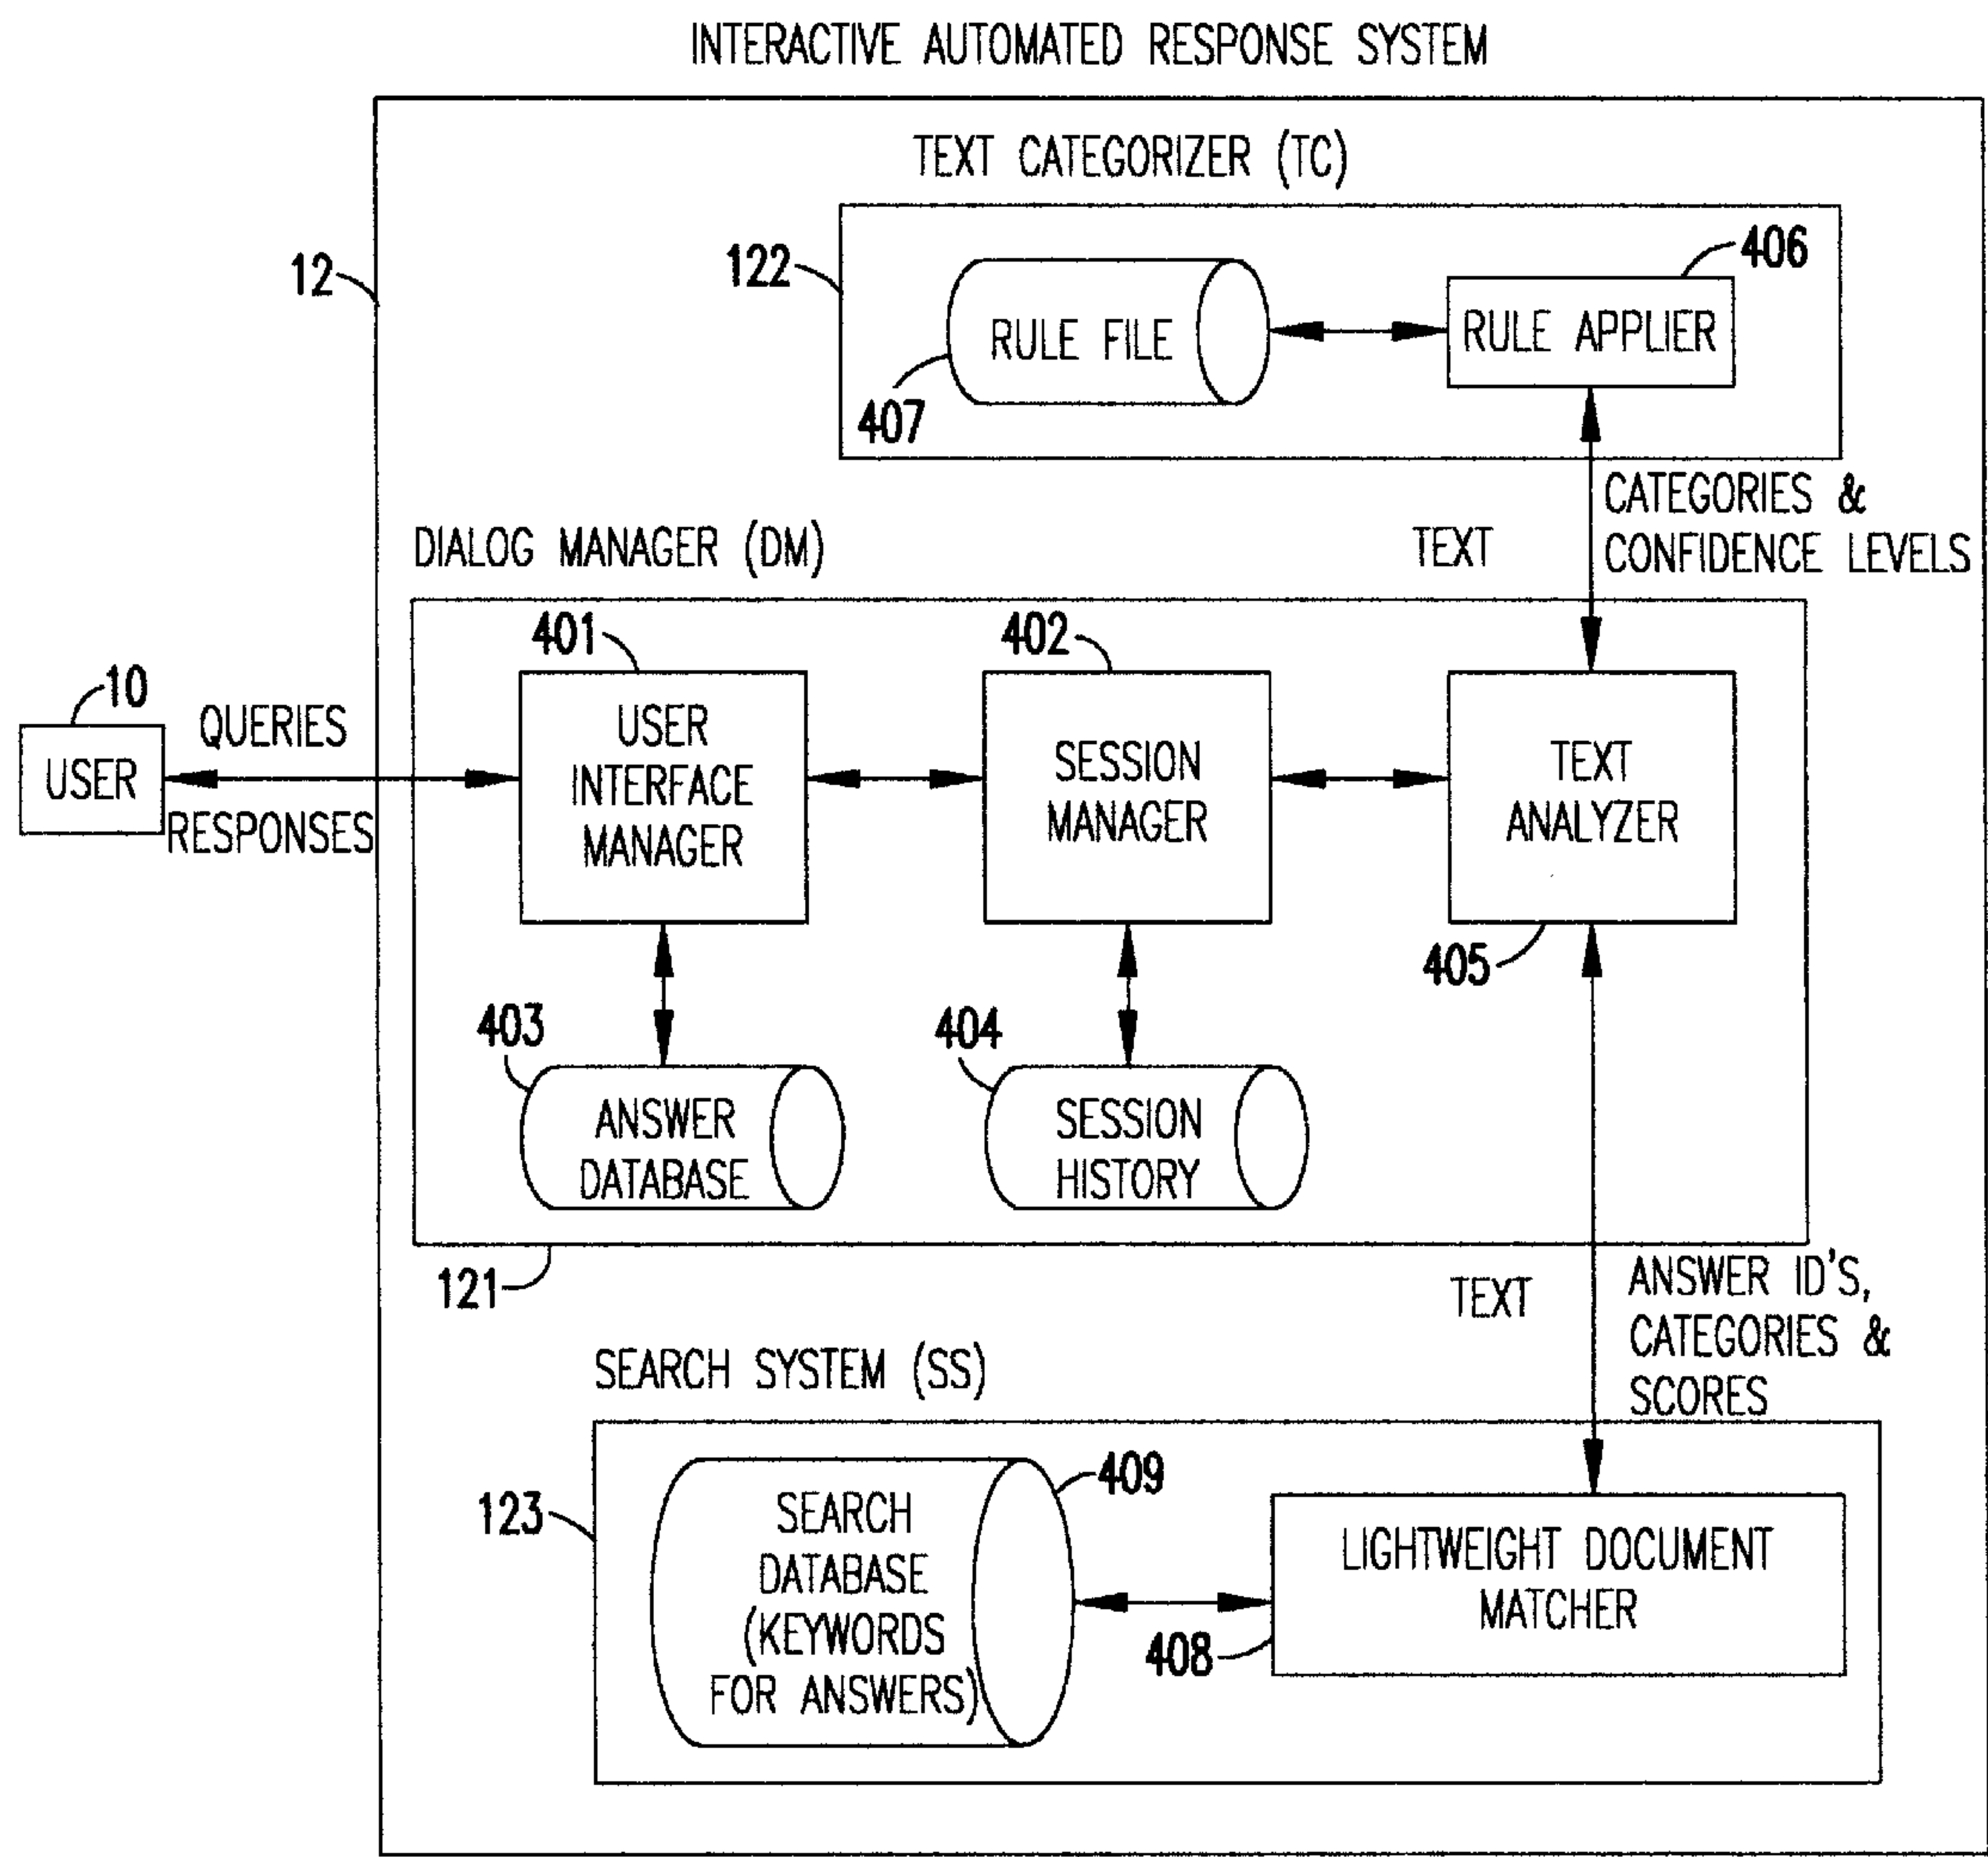 INTERACTIVE AUTOMATED RESPONSE SYSTEM
TEXT CATEGORIZER (TC)
12
122
406
RULE FILE
RULE APPLIER
407
CATEGORIES &
CONFIDENCE LEVELS
TEXT
DIALOG MANAGER (DM)
401
402
10
QUERIES
USER
RESPONSES
USER
INTERFACE
MANAGER
SESSION
MANAGER
TEXT
ANALYZER
405
403
404
ANSWER
DATABASE
SESSION
HISTORY
121
TEXT
ANSWER ID'S,
CATEGORIES &
SCORES
SEARCH SYSTEM (SS)
123
409
SEARCH
DATABASE
(KEYWORDS
FOR ANSWERS)
408
LIGHTWEIGHT DOCUMENT
MATCHER